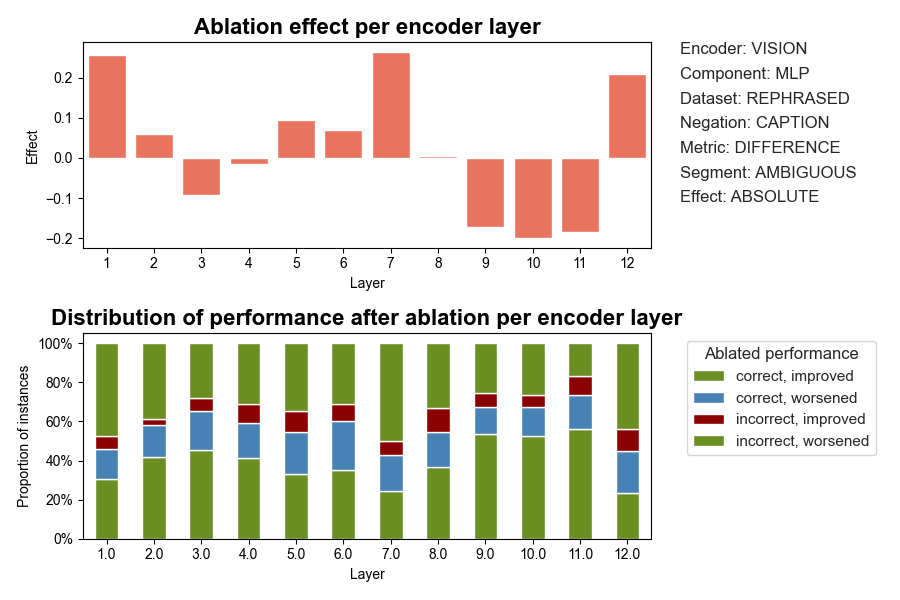 Ablation effect per encoder layer
Encoder: VISION
Component: MLP
Dataset: REPHRASED
Negation: CAPTION
Metric: DIFFERENCE
Segment: AMBIGUOUS
Effect: ABSOLUTE
Effect
0.2
0.1
0.0
−0.1
−0.2
1 2 3 4 5 6 7 8 9 10 11 12
Layer
Distribution of performance after ablation per encoder layer
Proportion of instances
100%
80%
60%
40%
20%
0%
1.0 2.0 3.0 4.0 5.0 6.0 7.0 8.0 9.0 10.0 11.0 12.0
Layer
Ablated performance
correct, improved
correct, worsened
incorrect, improved
incorrect, worsened